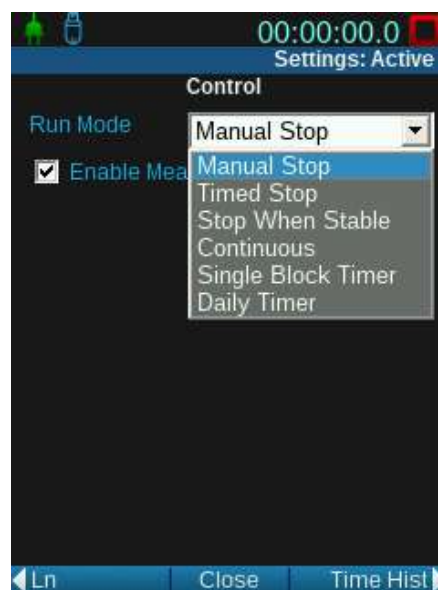 00:00:00.0
Settings: Active
Control
Run Mode
Manual Stop
Enable Mea
Manual Stop
Timed Stop
Stop When Stable
Continuous
Single Block Timer
Daily Timer
Ln
Close
Time Hist